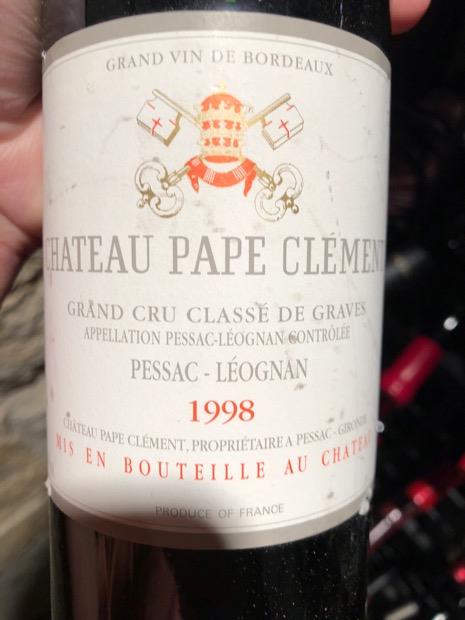 GRAND VIN DE BORDEAUX
CHATEAU PAPE CLÉMENT
GRAND CRU CLASSÉ DE GRAVES
APPELLATION PESSAC-LÉOGNAN CONTRÔLÉE
PESSAC - LÉOGNAN
1998
CHÂTEAU PAPE CLÉMENT, PROPRIÉTAIRE A PESSAC - GIRONDE
MIS EN BOUTEILLE AU CHATEAU
PRODUCE OF FRANCE